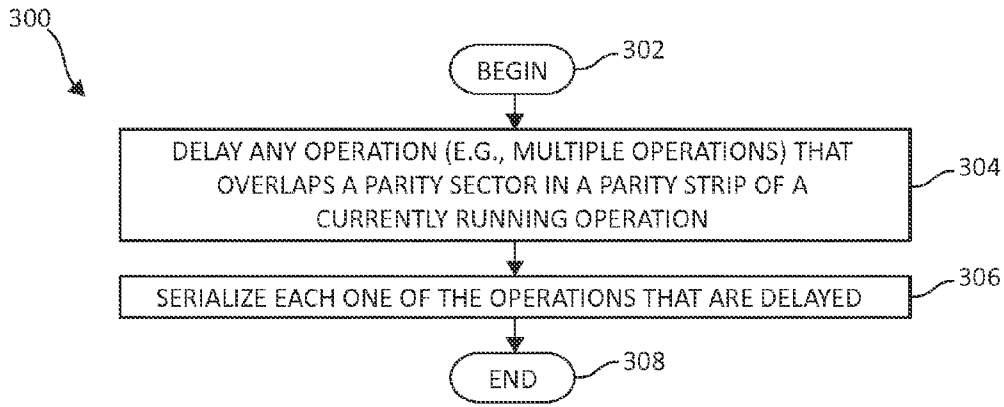 300
302
BEGIN
DELAY ANY OPERATION (E.G., MULTIPLE OPERATIONS) THAT
OVERLAPS A PARITY SECTOR IN A PARITY STRIP OF A
CURRENTLY RUNNING OPERATION
304
SERIALIZE EACH ONE OF THE OPERATIONS THAT ARE DELAYED
306
END
308